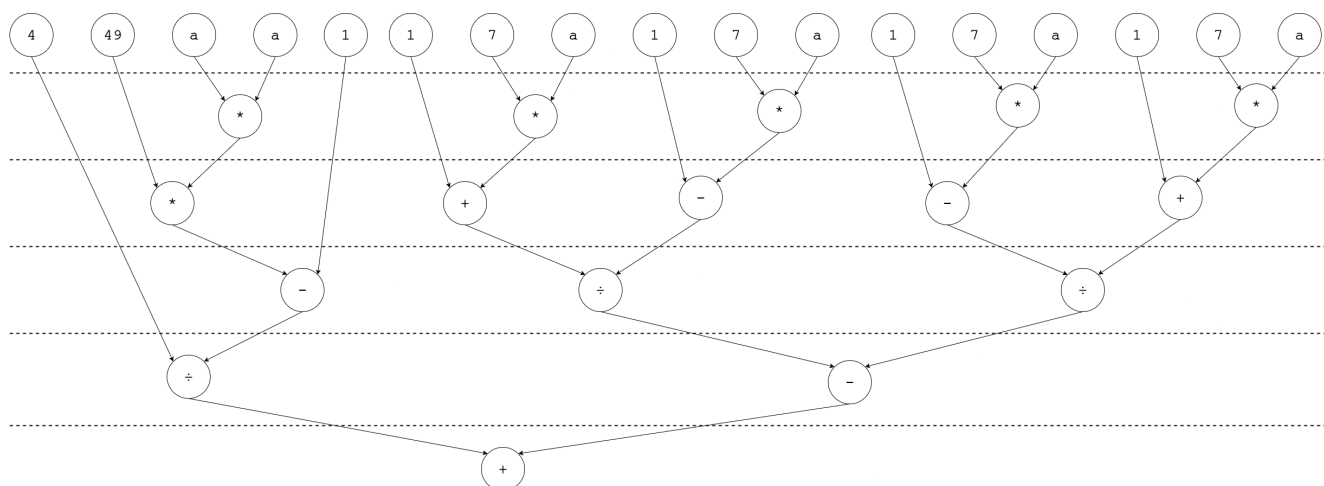 4 49 a a 1 1 7 a 1 7 a 1 7 a 1 7 a
* * * * *
* + - - +
- ÷ ÷
÷ -
+